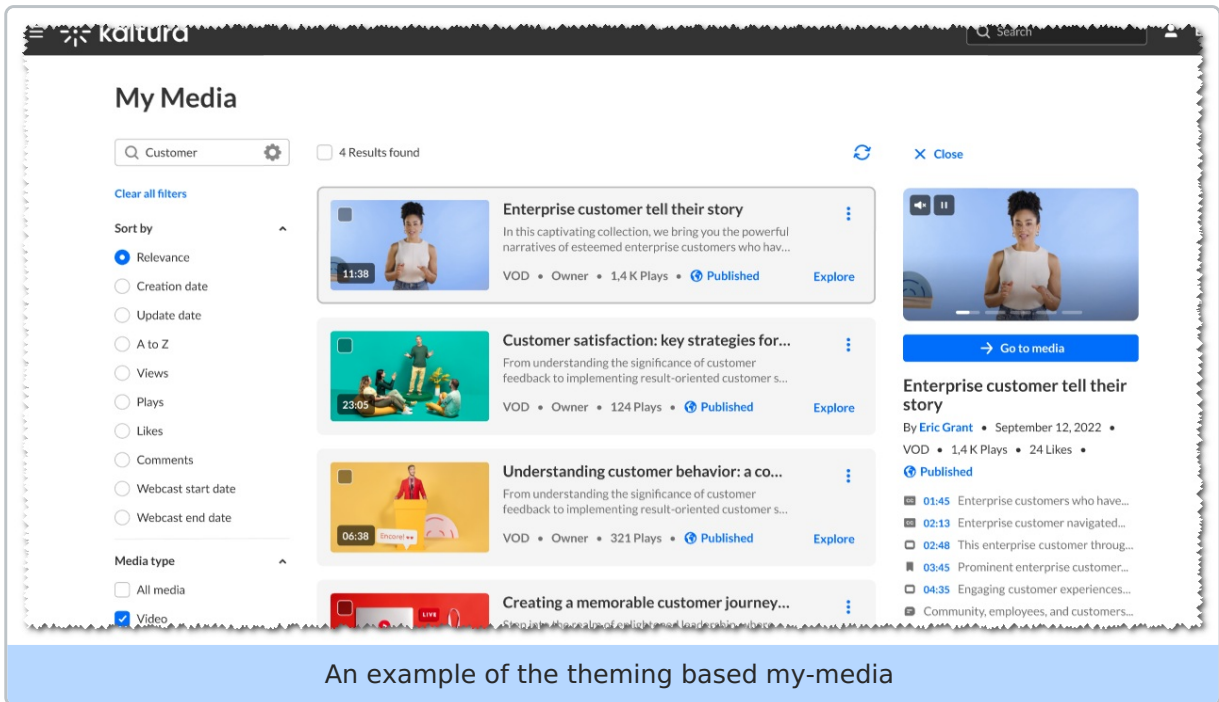 kaltura
Search
My Media
Customer
4 Results found
Close
Clear all filters
Sort by
Relevance
Creation date
Update date
A to Z
Views
Plays
Likes
Comments
Webcast start date
Webcast end date
Media type
All media
Video
11:38
Enterprise customer tell their story
In this captivating collection, we bring you the powerful
narratives of esteemed enterprise customers who hav...
VOD • Owner • 1,4 K Plays • Published
Explore
23:05
Customer satisfaction: key strategies for...
From understanding the significance of customer
feedback to implementing result-oriented customer s...
VOD • Owner • 124 Plays • Published
Explore
06:38
Encore!
Understanding customer behavior: a co...
From understanding the significance of customer
feedback to implementing result-oriented customer s...
VOD • Owner • 321 Plays • Published
Explore
LIVE
Creating a memorable customer journey...
Step into the realm of enlightened leadership where
Go to media
Enterprise customer tell their
story
By Eric Grant • September 12, 2022 •
VOD • 1,4 K Plays • 24 Likes •
Published
01:45 Enterprise customers who have...
02:13 Enterprise customer navigated...
02:48 This enterprise customer throug...
03:45 Prominent enterprise customer...
04:35 Engaging customer experiences...
Community, employees, and customers...
An example of the theming based my-media